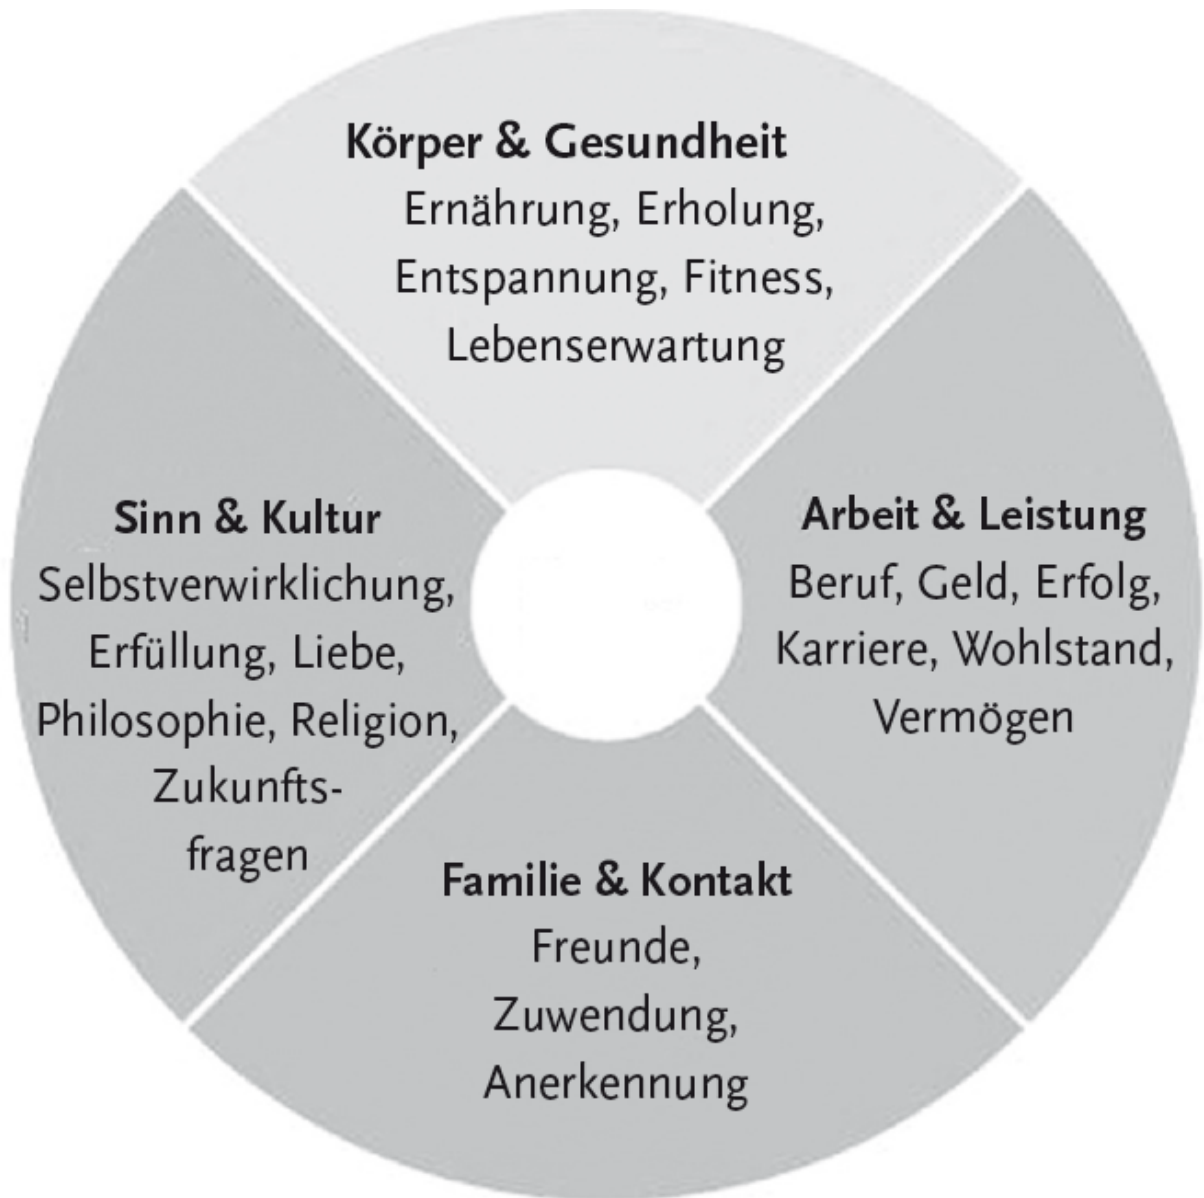 Körper & Gesundheit
Ernährung, Erholung,
Entspannung, Fitness,
Lebenserwartung
Sinn & Kultur
Selbstverwirklichung,
Erfüllung, Liebe,
Philosophie, Religion,
Zukunfts-
fragen
Arbeit & Leistung
Beruf, Geld, Erfolg,
Karriere, Wohlstand,
Vermögen
Familie & Kontakt
Freunde,
Zuwendung,
Anerkennung